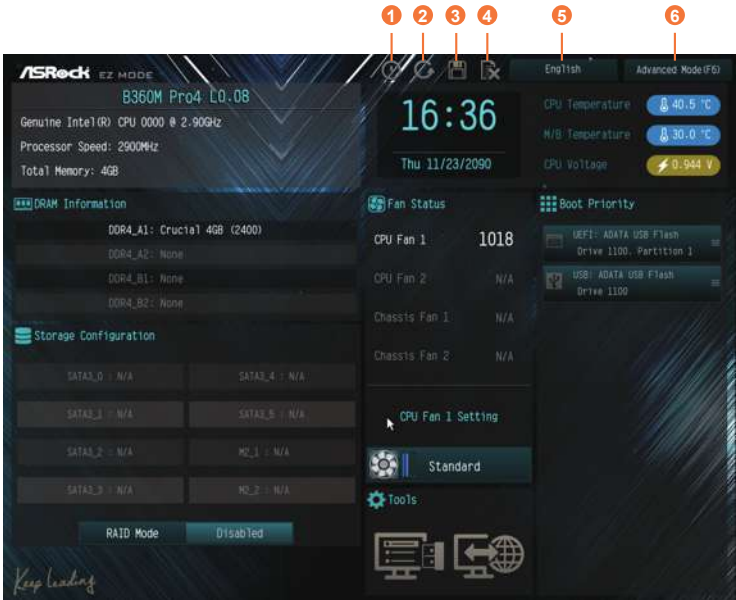 1 2 3 4 5 6
ASRock EZ MODE
English
Advanced Mode(F6)
B360M Pro4 L0.08
Genuine Intel(R) CPU 0000 @ 2.90GHz
Processor Speed: 2900MHz
Total Memory: 4GB
16:36
Thu 11/23/2090
CPU Temperature 40.5 °C
M/B Temperature 30.0 °C
CPU Voltage 0.944 V
DRAM Information
DDR4_A1: Crucial 4GB (2400)
DDR4_A2: None
DDR4_B1: None
DDR4_B2: None
Storage Configuration
SATA3_0 : N/A SATA3_4 : N/A
SATA3_1 : N/A SATA3_5 : N/A
SATA3_2 : N/A M2_1 : N/A
SATA3_3 : N/A M2_2 : N/A
RAID Mode Disabled
Keep Leading
Fan Status
CPU Fan 1 1018
CPU Fan 2 N/A
Chassis Fan 1 N/A
Chassis Fan 2 N/A
CPU Fan 1 Setting
Standard
Tools
Boot Priority
UEFI: ADATA USB Flash
Drive 1100. Partition 1
USB: ADATA USB Flash
Drive 1100